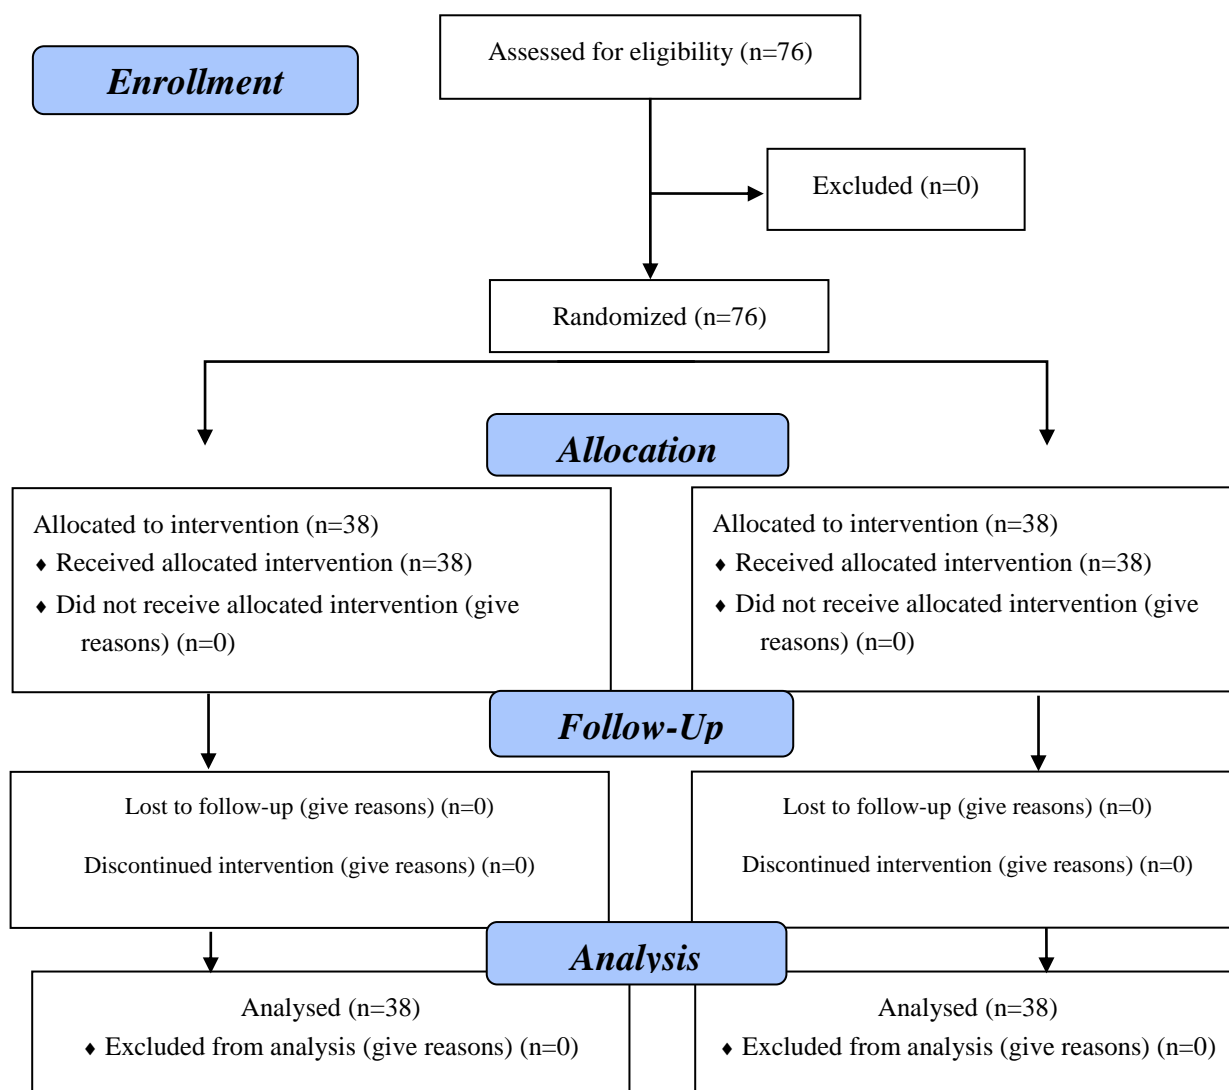 Assessed for eligibility (n=76)
Enrollment
Excluded (n=0)
Randomized (n=76)
Allocation
Allocated to intervention (n=38)
♦ Received allocated intervention (n=38)
♦ Did not receive allocated intervention (give
reasons) (n=0)
Allocated to intervention (n=38)
♦ Received allocated intervention (n=38)
♦ Did not receive allocated intervention (give
reasons) (n=0)
Follow-Up
Lost to follow-up (give reasons) (n=0)
Discontinued intervention (give reasons) (n=0)
Lost to follow-up (give reasons) (n=0)
Discontinued intervention (give reasons) (n=0)
Analysis
Analysed (n=38)
♦ Excluded from analysis (give reasons) (n=0)
Analysed (n=38)
♦ Excluded from analysis (give reasons) (n=0)